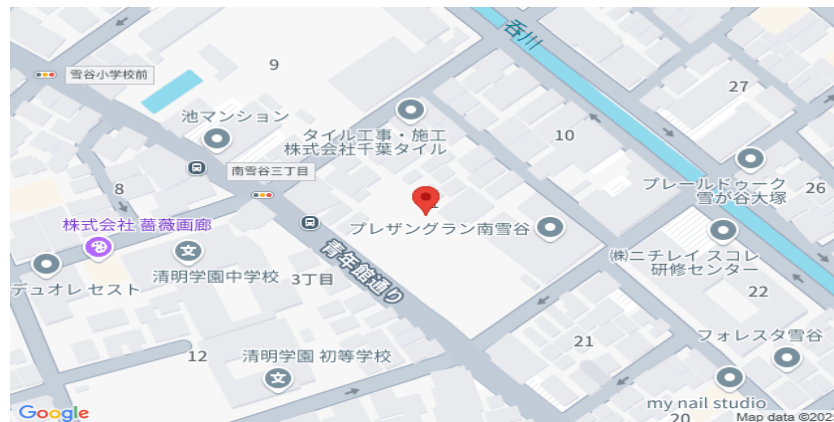 呑川
9
雪谷小学校前
27
池マンション
タイル工事・施工
株式会社千葉タイル
10
南雪谷三丁目
プレールドゥーク
雪が谷大塚
26
8
株式会社 薔薇画廊
プレザングラン南雪谷
清明学園中学校
3丁目
青年館通り
㈱ニチレイ スコレ
研修センター
デュオレ セスト
22
フォレスタ雪谷
21
12
清明学園 初等学校
my nail studio
20
Google
Map data ©202